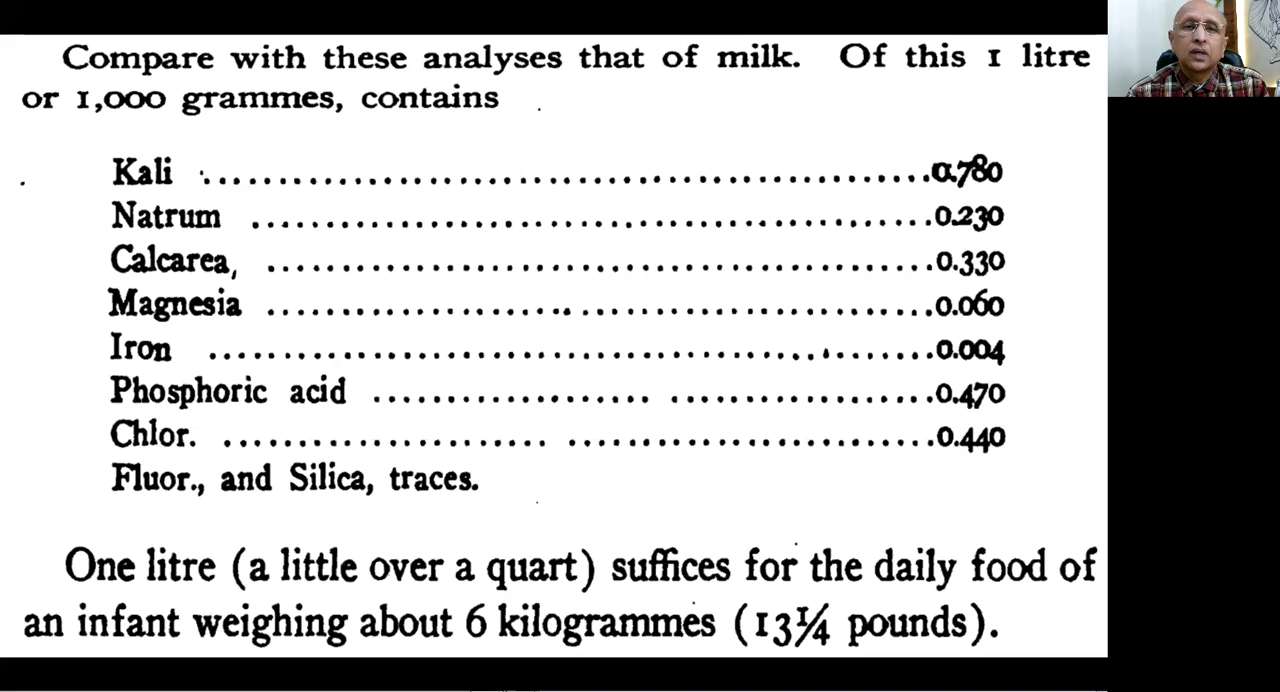 Compare with these analyses that of milk. Of this 1 litre
or 1,000 grammes, contains
Kali ........................................................0.780
Natrum ....................................................0.230
Calcarea, ..................................................0.330
Magnesia ..................................................0.060
Iron ......................................................0.004
Phosphoric acid ................... ..................0.470
Chlor. ...................... .........................0.440
Fluor., and Silica, traces.
One litre (a little over a quart) suffices for the daily food of
an infant weighing about 6 kilogrammes (13¼ pounds).